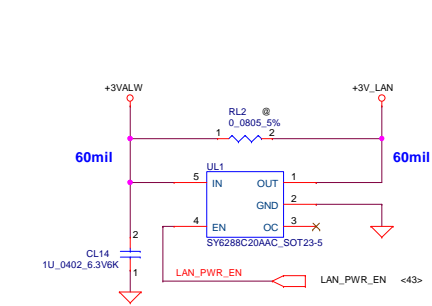 +3VALW
+3V_LAN
RL2 @
0_0805_5%
1 2
60mil
60mil
UL1
5 IN OUT 1
GND 2
4 EN OC 3
SY6288C20AAC_SOT23-5
2
CL14
1U_0402_6.3V6K
1
LAN_PWR_EN
LAN_PWR_EN <43>